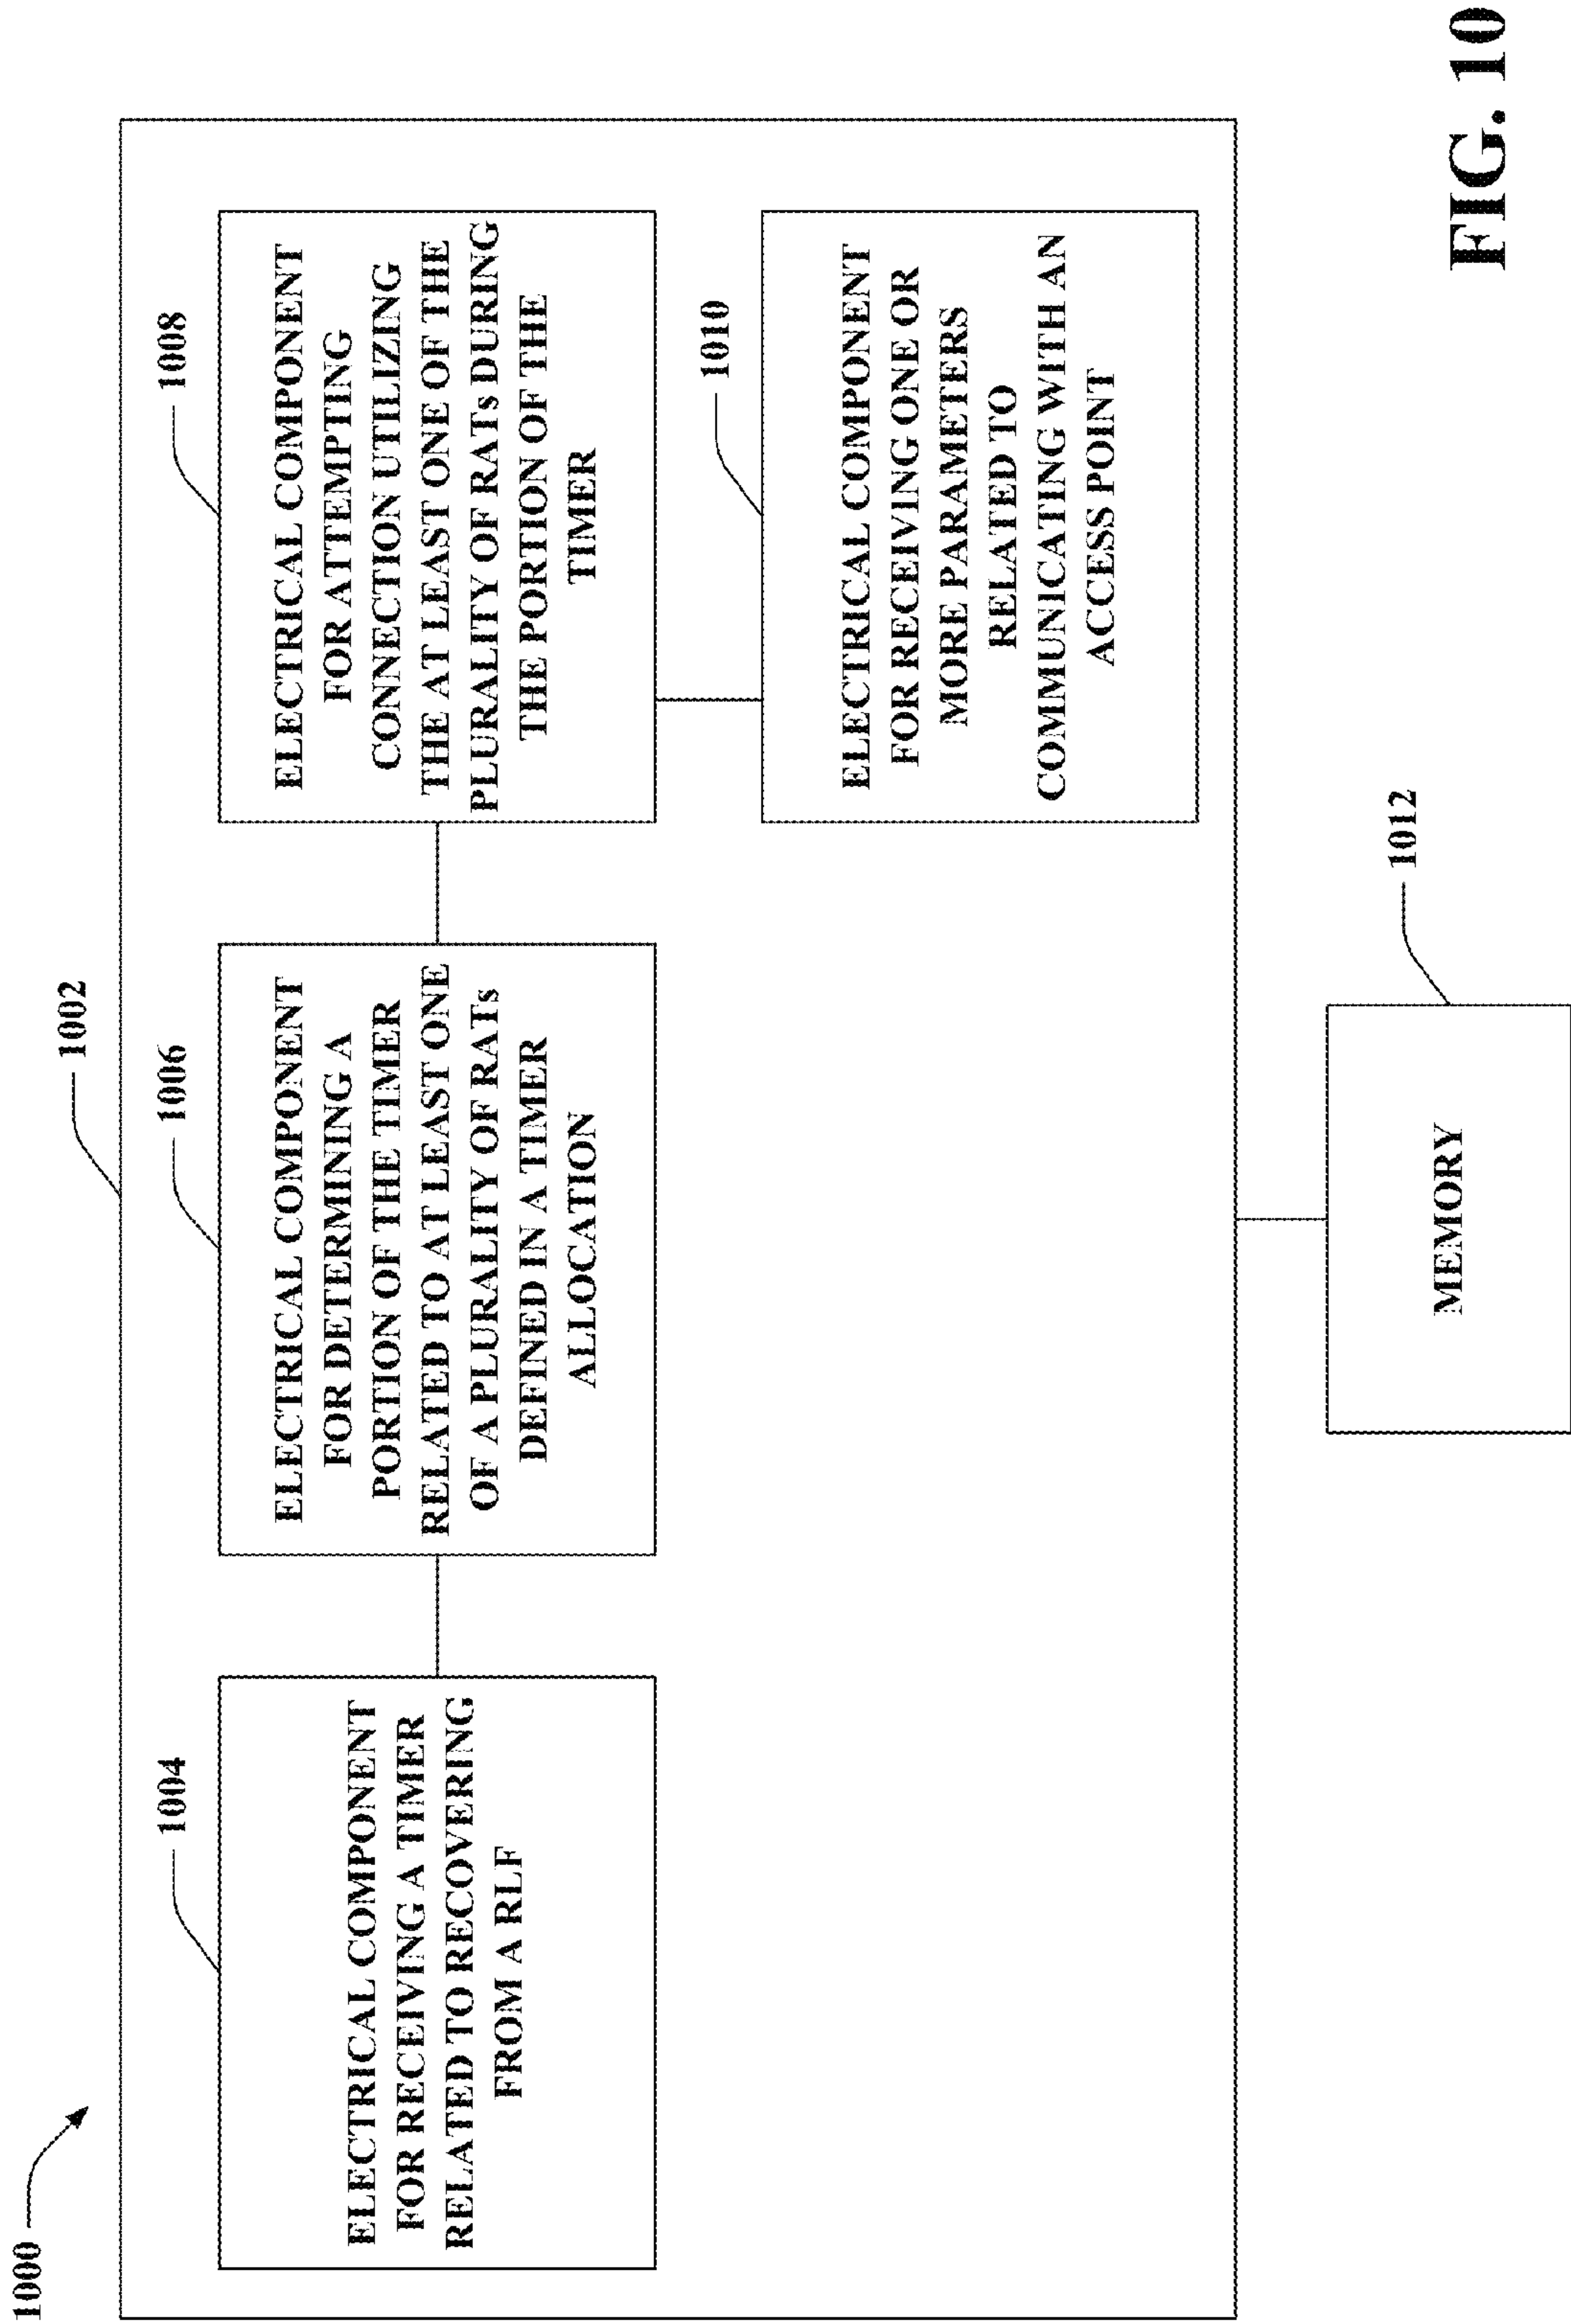 1000
1002
1004
ELECTRICAL COMPONENT
FOR RECEIVING A TIMER
RELATED TO RECOVERING
FROM A RLF
1006
ELECTRICAL COMPONENT
FOR DETERMINING A
PORTION OF THE TIMER
RELATED TO AT LEAST ONE
OF A PLURALITY OF RATs
DEFINED IN A TIMER
ALLOCATION
1008
ELECTRICAL COMPONENT
FOR ATTEMPTING
CONNECTION UTILIZING
THE AT LEAST ONE OF THE
PLURALITY OF RATs DURING
THE PORTION OF THE
TIMER
1010
ELECTRICAL COMPONENT
FOR RECEIVING ONE OR
MORE PARAMETERS
RELATED TO
COMMUNICATING WITH AN
ACCESS POINT
1012
MEMORY
FIG. 10